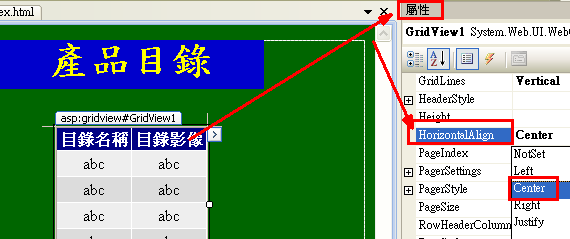 ex.html
產品目錄
asp:gridview#GridView1
目錄名稱 目錄影像
abc abc
abc abc
abc abc
abc abc
屬性
GridView1 System.Web.UI.WebC
GridLines Vertical
HeaderStyle
Height
HorizontalAlign Center
PageIndex NotSet
PagerSettings Left
PagerStyle Center
PageSize Right
RowHeaderColumn Justify